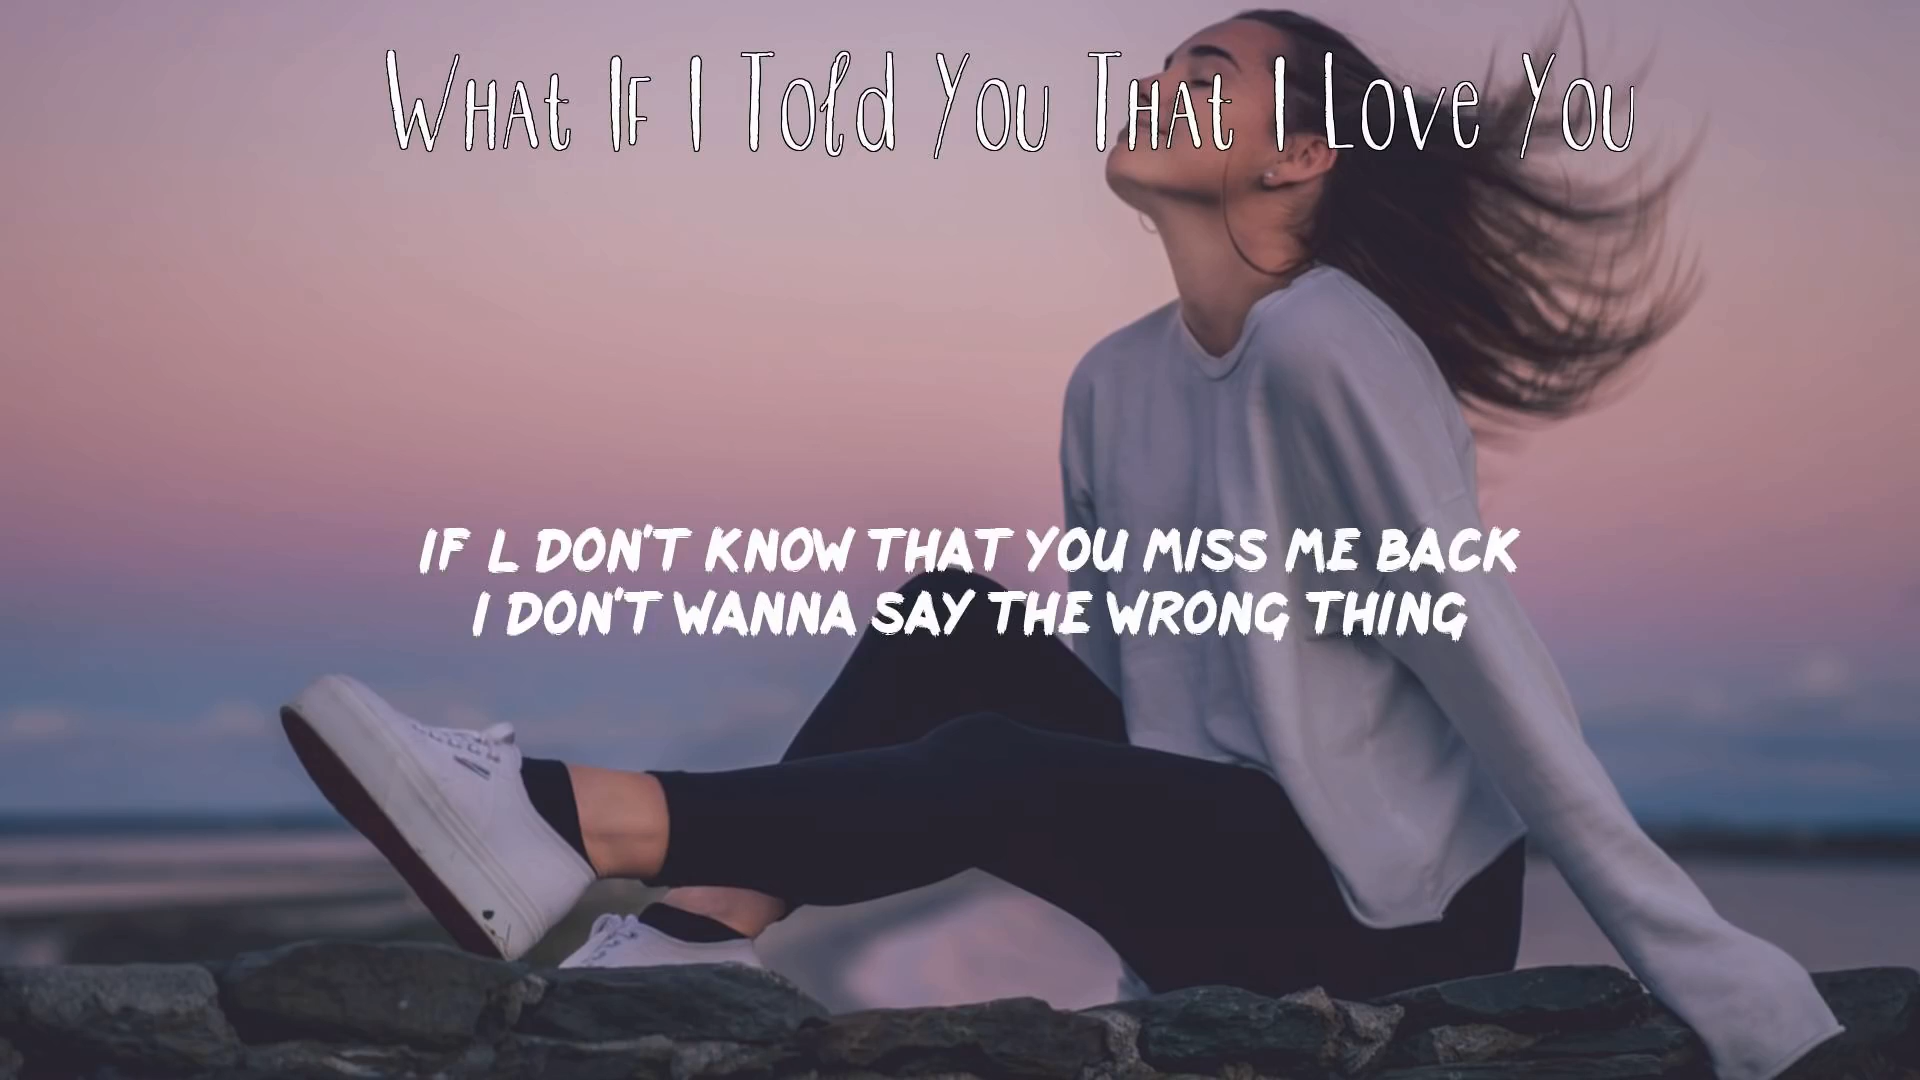 What If I Told You That I Love You
IF L DON'T KNOW THAT YOU MISS ME BACK
I DON'T WANNA SAY THE WRONG THING